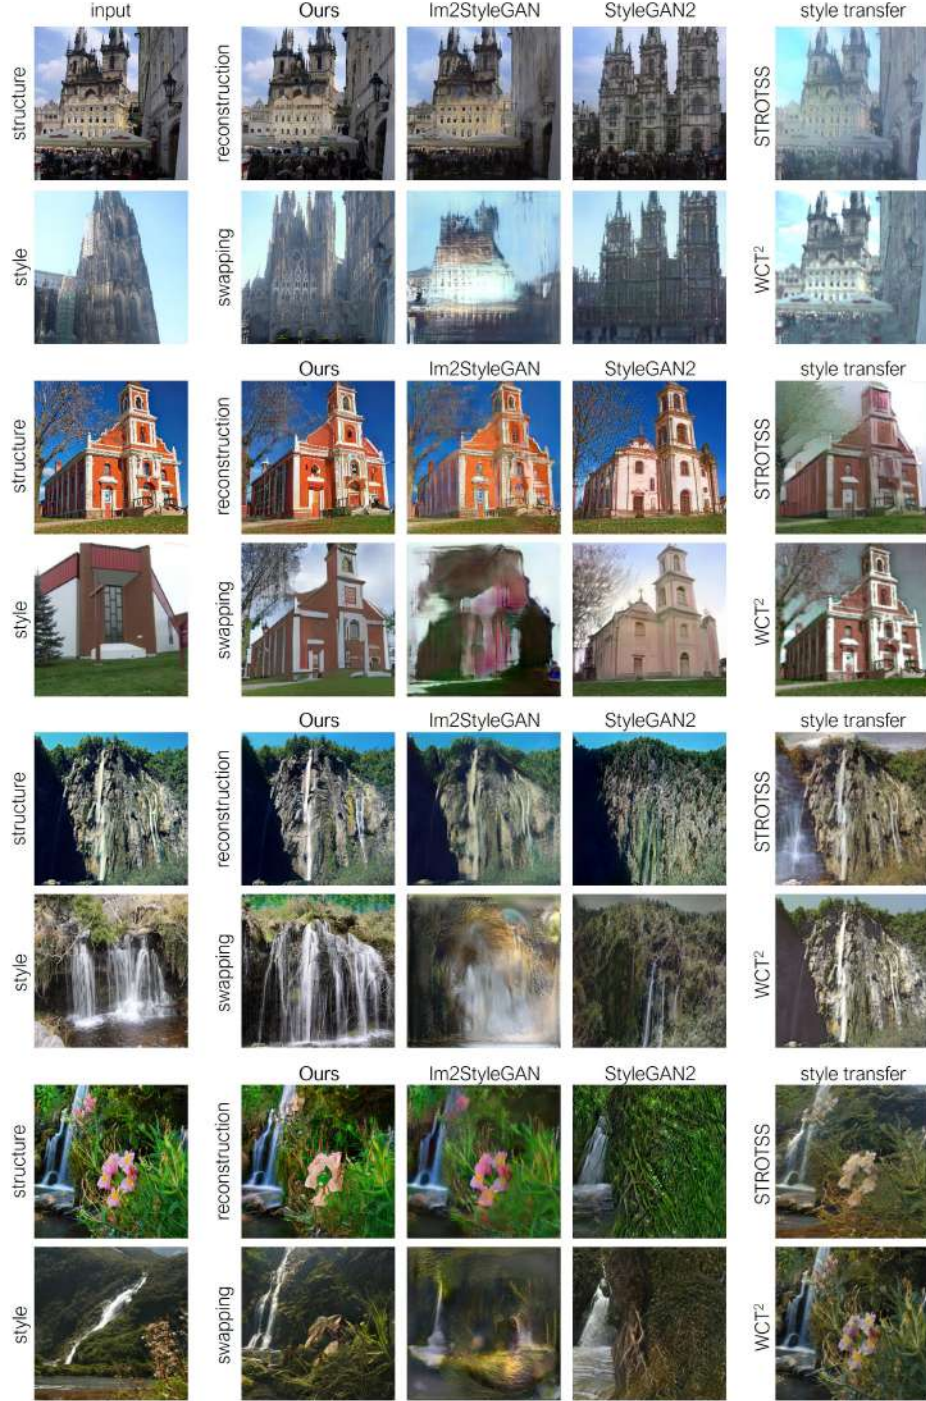 input Ours Im2StyleGAN StyleGAN2 style transfer
structure reconstruction STROTSS
style swapping WCT²
Ours Im2StyleGAN StyleGAN2 style transfer
structure reconstruction STROTSS
style swapping WCT²
Ours Im2StyleGAN StyleGAN2 style transfer
structure reconstruction STROTSS
style swapping WCT²
Ours Im2StyleGAN StyleGAN2 style transfer
structure reconstruction STROTSS
style swapping WCT²